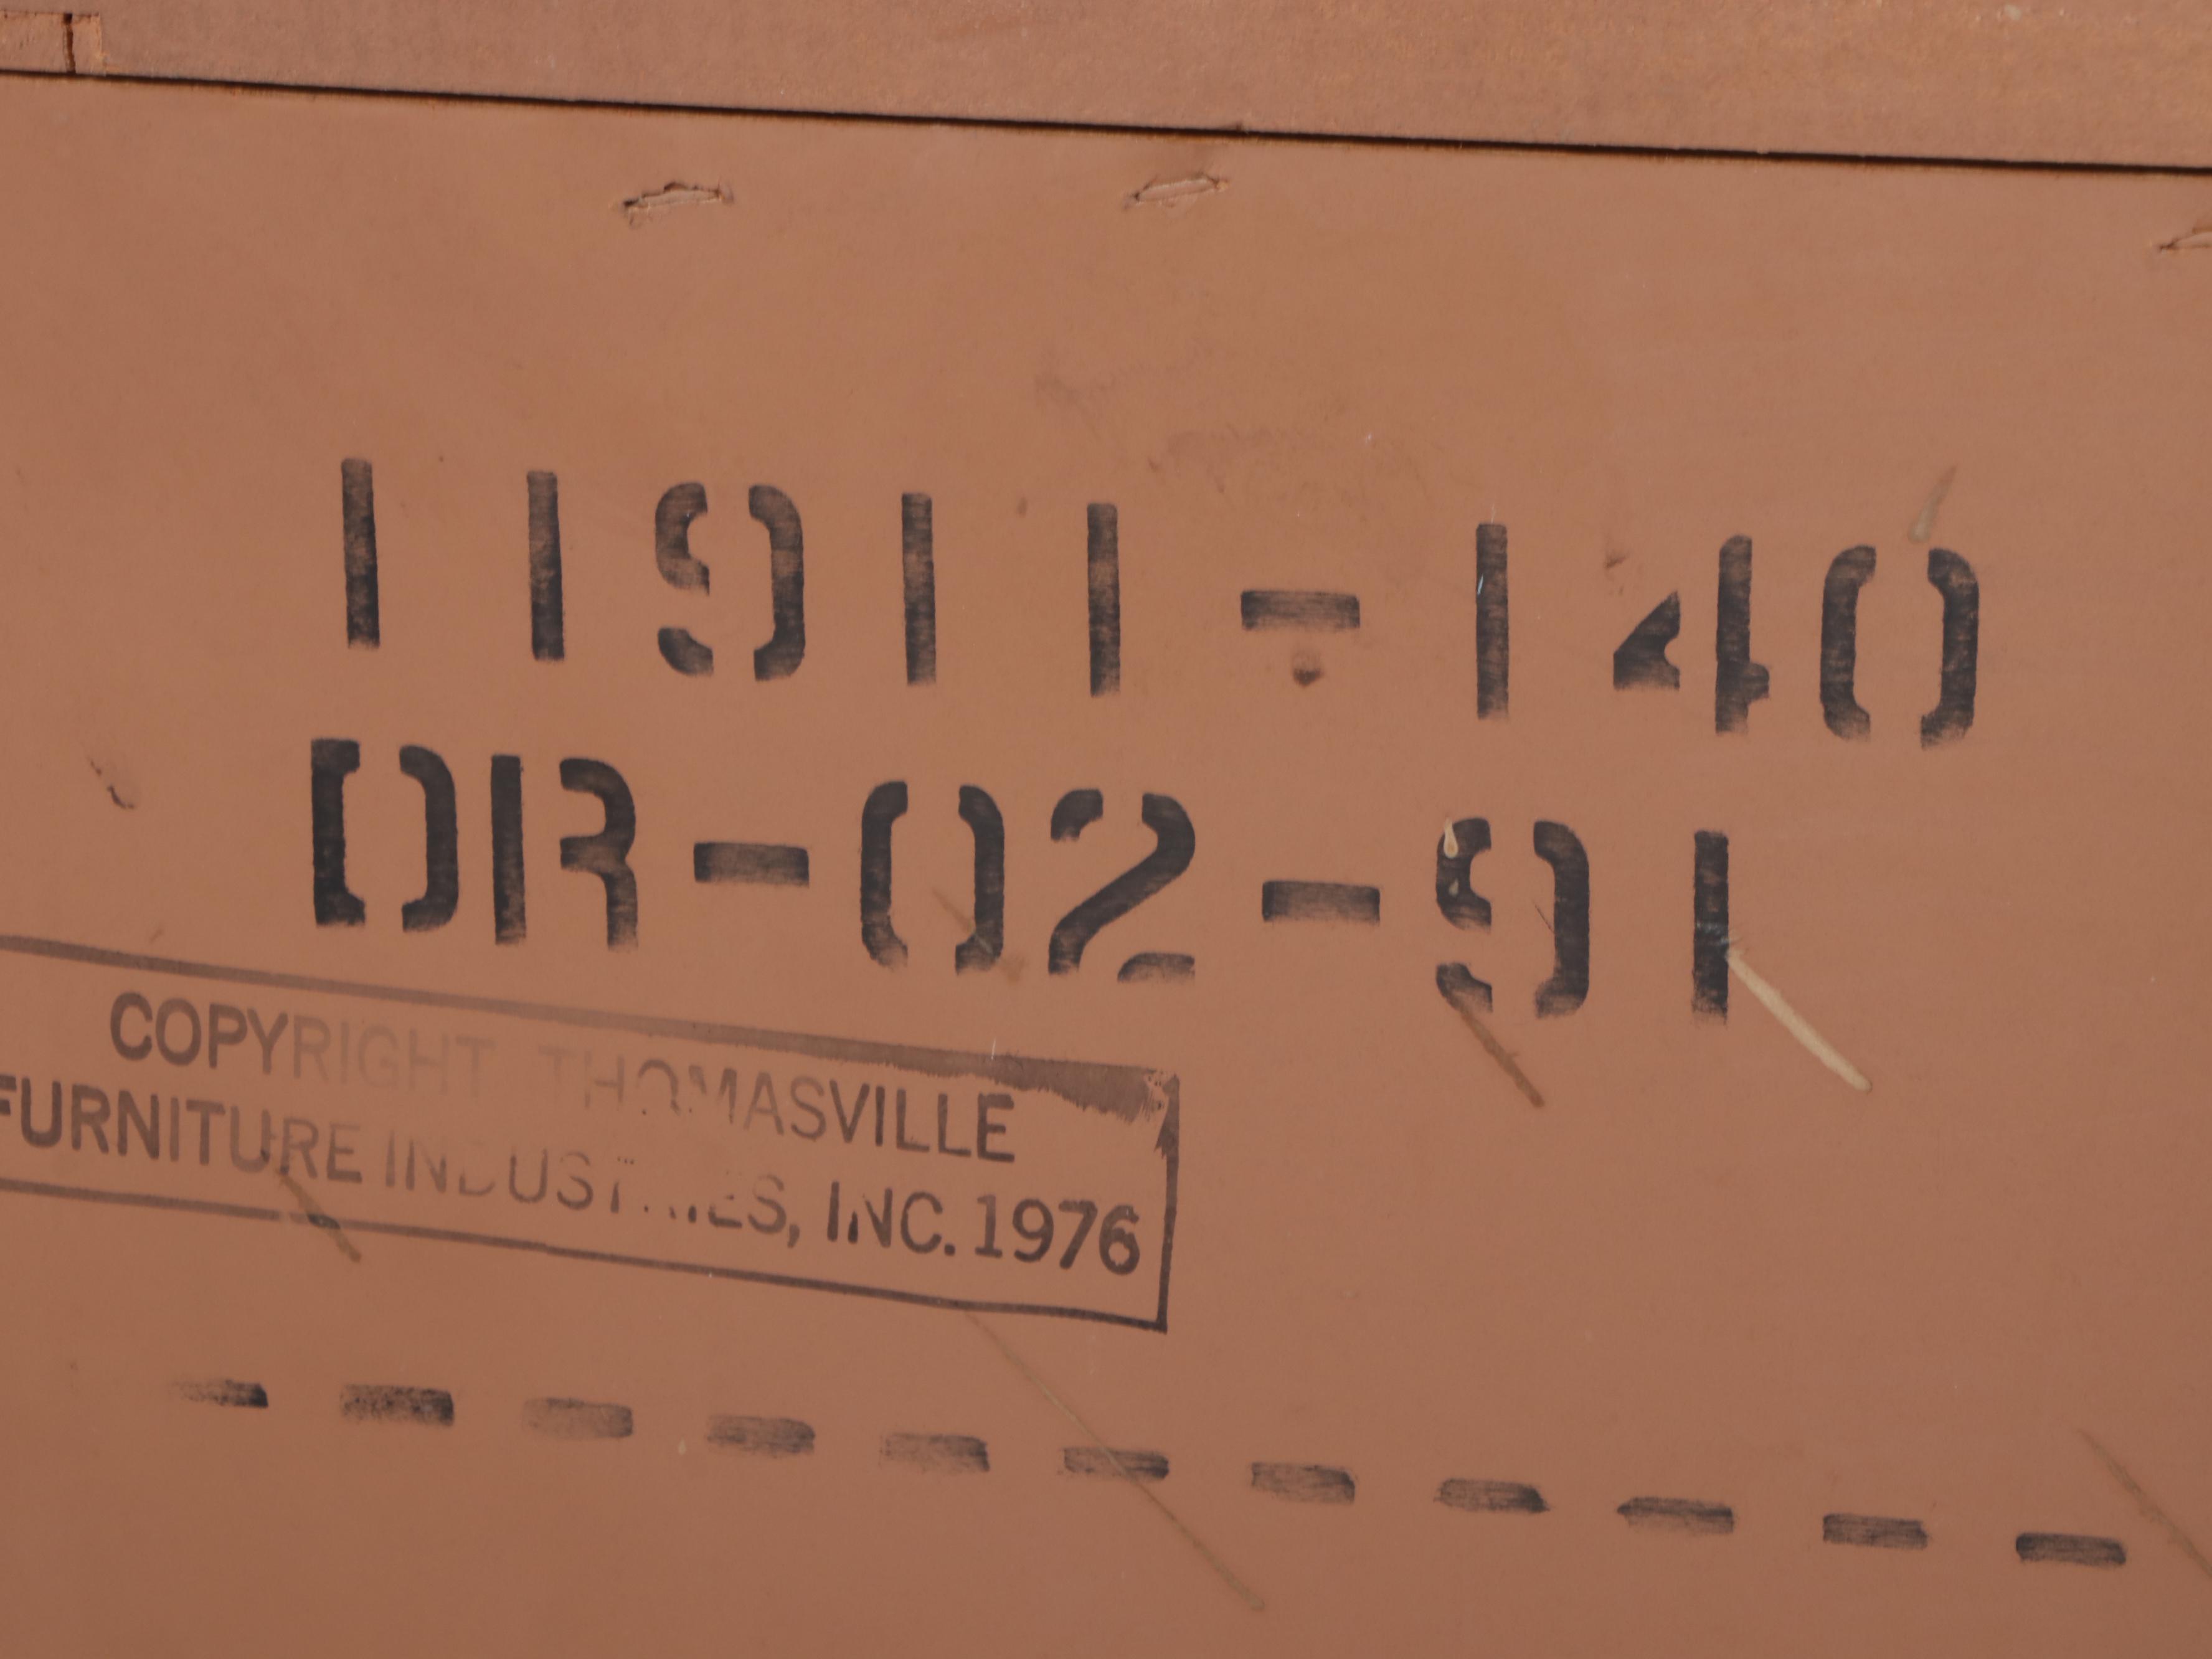 11911-140
DR-02-91
COPYRIGHT THOMASVILLE
FURNITURE INDUSTRIES, INC. 1976